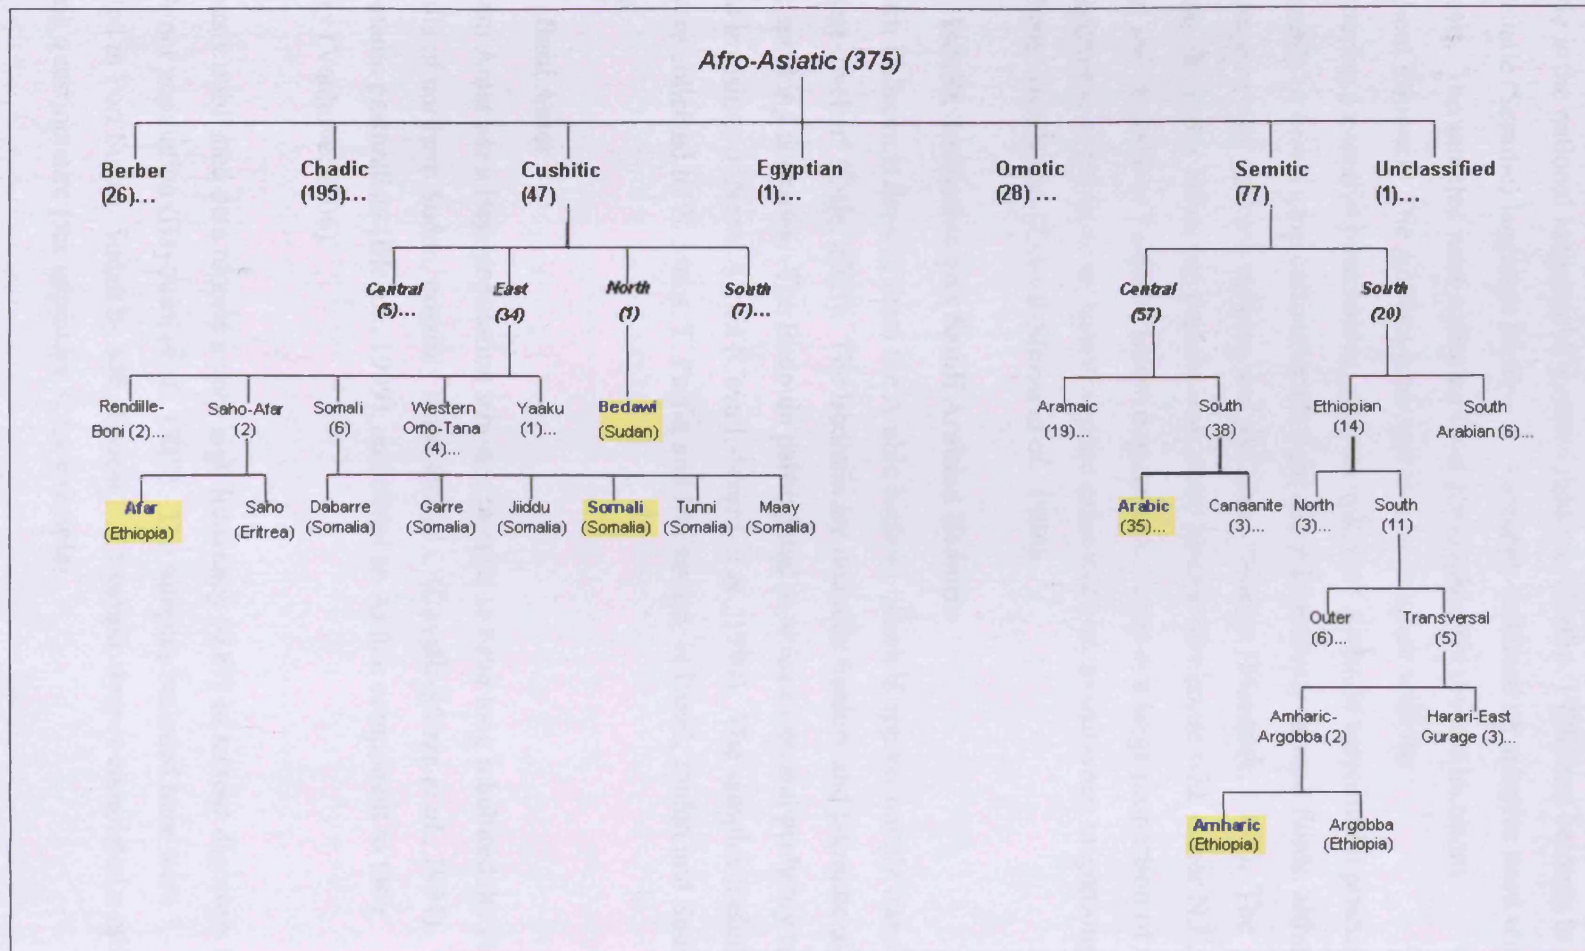 Afro-Asiatic (375)
Berber
(26)...
Chadic
(195)...
Cushitic
(47)
Egyptian
(1)...
Omotic
(28) ...
Semitic
(77)
Unclassified
(1)...
Central
(5)...
East
(34)
North
(1)
South
(7)...
Central
(57)
South
(20)
Rendille-
Boni (2)...
Saho-Afar
(2)
Somali
(6)
Western
Omo-Tana
(4)...
Yaaku
(1)...
Bedawi
(Sudan)
Aramaic
(19)...
South
(38)
Ethiopian
(14)
South
Arabian (6)...
Afar
(Ethiopia)
Saho
(Eritrea)
Dabarre
(Somalia)
Garre
(Somalia)
Jiiddu
(Somalia)
Somali
(Somalia)
Tunni
(Somalia)
Maay
(Somalia)
Arabic
(35)...
Canaanite
(3)...
North
(3)...
South
(11)
Outer
(6)...
Transversal
(5)
Amharic-
Argobba (2)
Harari-East
Gurage (3)...
Amharic
(Ethiopia)
Argobba
(Ethiopia)